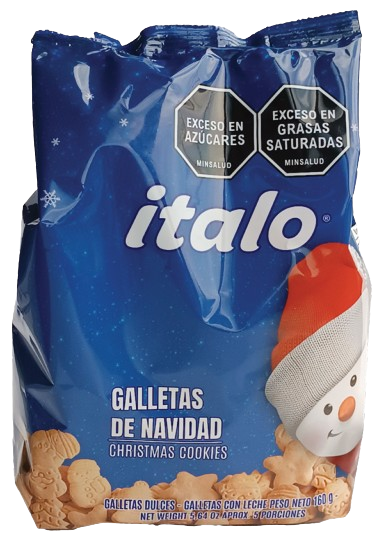 EXCESO EN
AZÚCARES
MINSALUD
EXCESO EN
GRASAS
SATURADAS
MINSALUD
italo®
GALLETAS
DE NAVIDAD
CHRISTMAS COOKIES
GALLETAS DULCES - GALLETAS CON LECHE PESO NETO 160 g
NET WEIGHT 5.64 OZ APROX. 5 PORCIONES